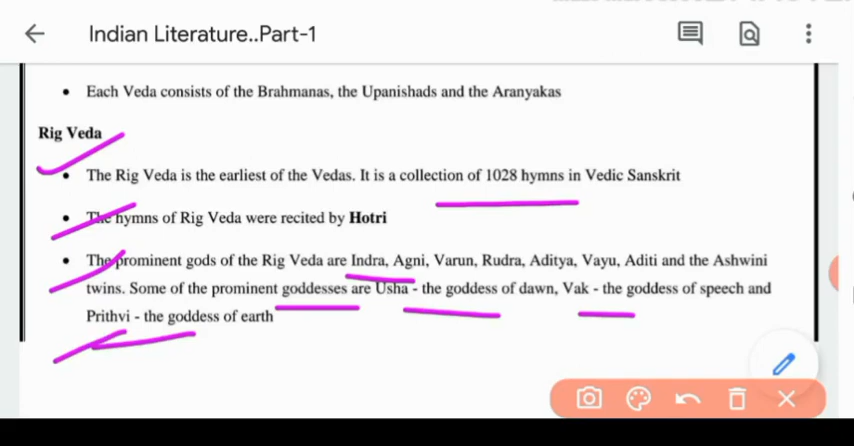 Indian Literature..Part-1
• Each Veda consists of the Brahmanas, the Upanishads and the Aranyakas
Rig Veda
• The Rig Veda is the earliest of the Vedas. It is a collection of 1028 hymns in Vedic Sanskrit
• The hymns of Rig Veda were recited by Hotri
• The prominent gods of the Rig Veda are Indra, Agni, Varun, Rudra, Aditya, Vayu, Aditi and the Ashwini
twins. Some of the prominent goddesses are Usha - the goddess of dawn, Vak - the goddess of speech and
Prithvi - the goddess of earth